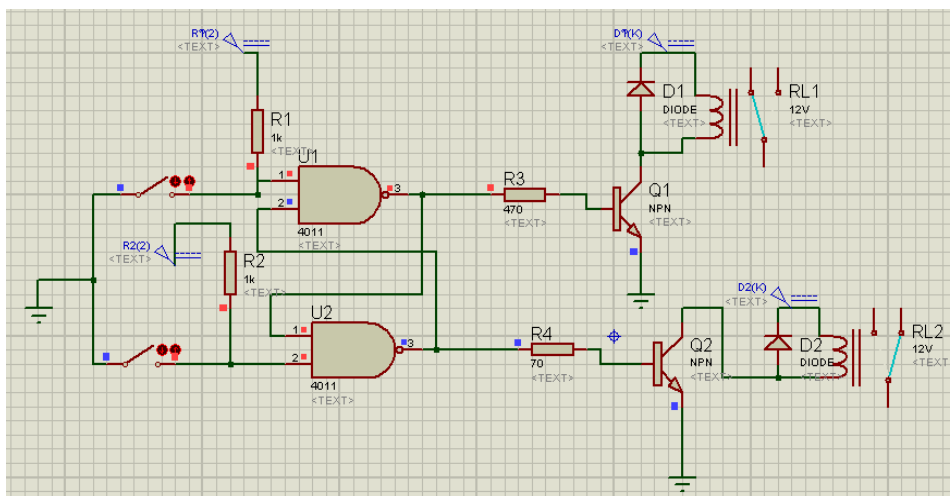 R1(2)
<TEXT>
D1(K)
<TEXT>
R1
1k
<TEXT>
D1
DIODE
<TEXT>
RL1
12V
<TEXT>
U1
1
2
3
4011
<TEXT>
R3
470
<TEXT>
Q1
NPN
<TEXT>
R2(2)
<TEXT>
R2
1k
<TEXT>
D2(K)
<TEXT>
U2
1
2
3
4011
<TEXT>
R4
70
<TEXT>
Q2
NPN
<TEXT>
D2
DIODE
<TEXT>
RL2
12V
<TEXT>